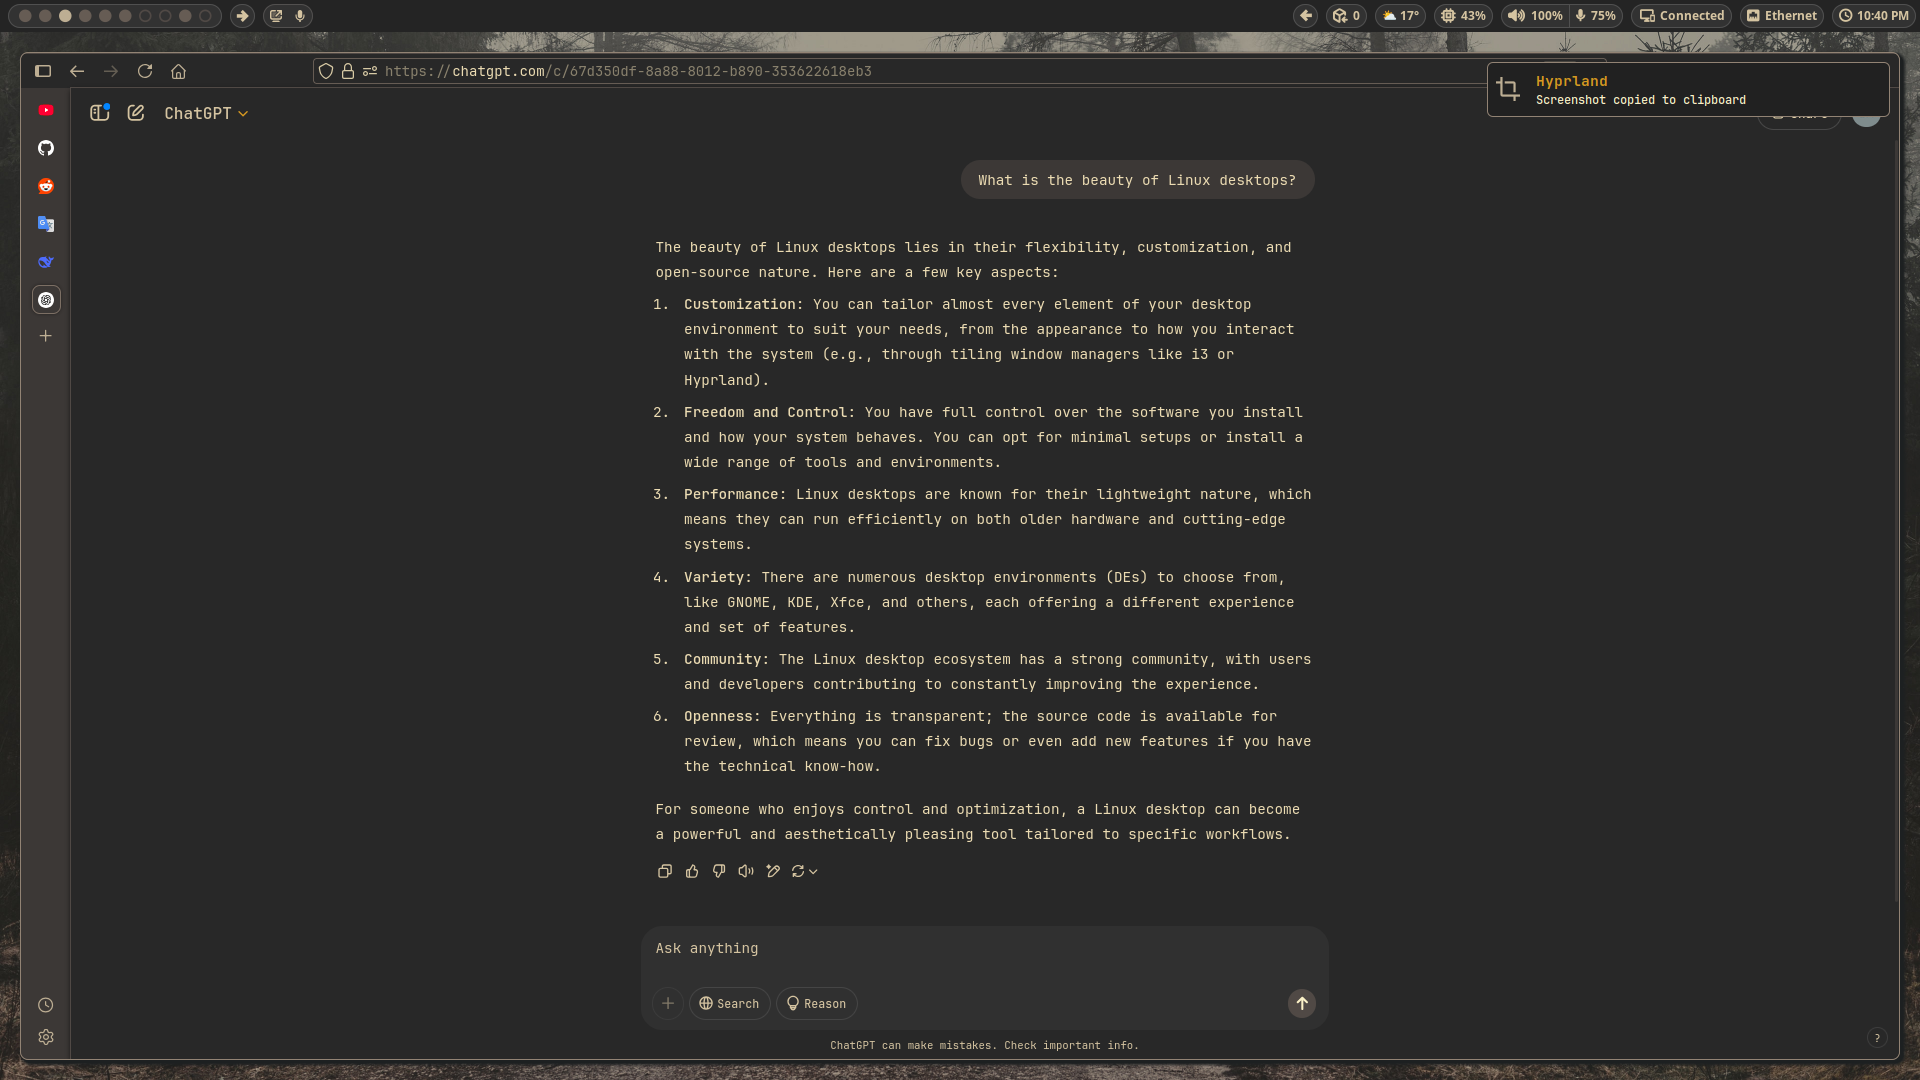 0
17°
43%
100%
75%
Connected
Ethernet
10:40 PM
https://chatgpt.com/c/67d350df-8a88-8012-b890-353622618eb3
Hyprland
Screenshot copied to clipboard
ChatGPT
What is the beauty of Linux desktops?
The beauty of Linux desktops lies in their flexibility, customization, and
open-source nature. Here are a few key aspects:
1. Customization: You can tailor almost every element of your desktop
environment to suit your needs, from the appearance to how you interact
with the system (e.g., through tiling window managers like i3 or
Hyprland).
2. Freedom and Control: You have full control over the software you install
and how your system behaves. You can opt for minimal setups or install a
wide range of tools and environments.
3. Performance: Linux desktops are known for their lightweight nature, which
means they can run efficiently on both older hardware and cutting-edge
systems.
4. Variety: There are numerous desktop environments (DEs) to choose from,
like GNOME, KDE, Xfce, and others, each offering a different experience
and set of features.
5. Community: The Linux desktop ecosystem has a strong community, with users
and developers contributing to constantly improving the experience.
6. Openness: Everything is transparent; the source code is available for
review, which means you can fix bugs or even add new features if you have
the technical know-how.
For someone who enjoys control and optimization, a Linux desktop can become
a powerful and aesthetically pleasing tool tailored to specific workflows.
Ask anything
Search
Reason
ChatGPT can make mistakes. Check important info.
?